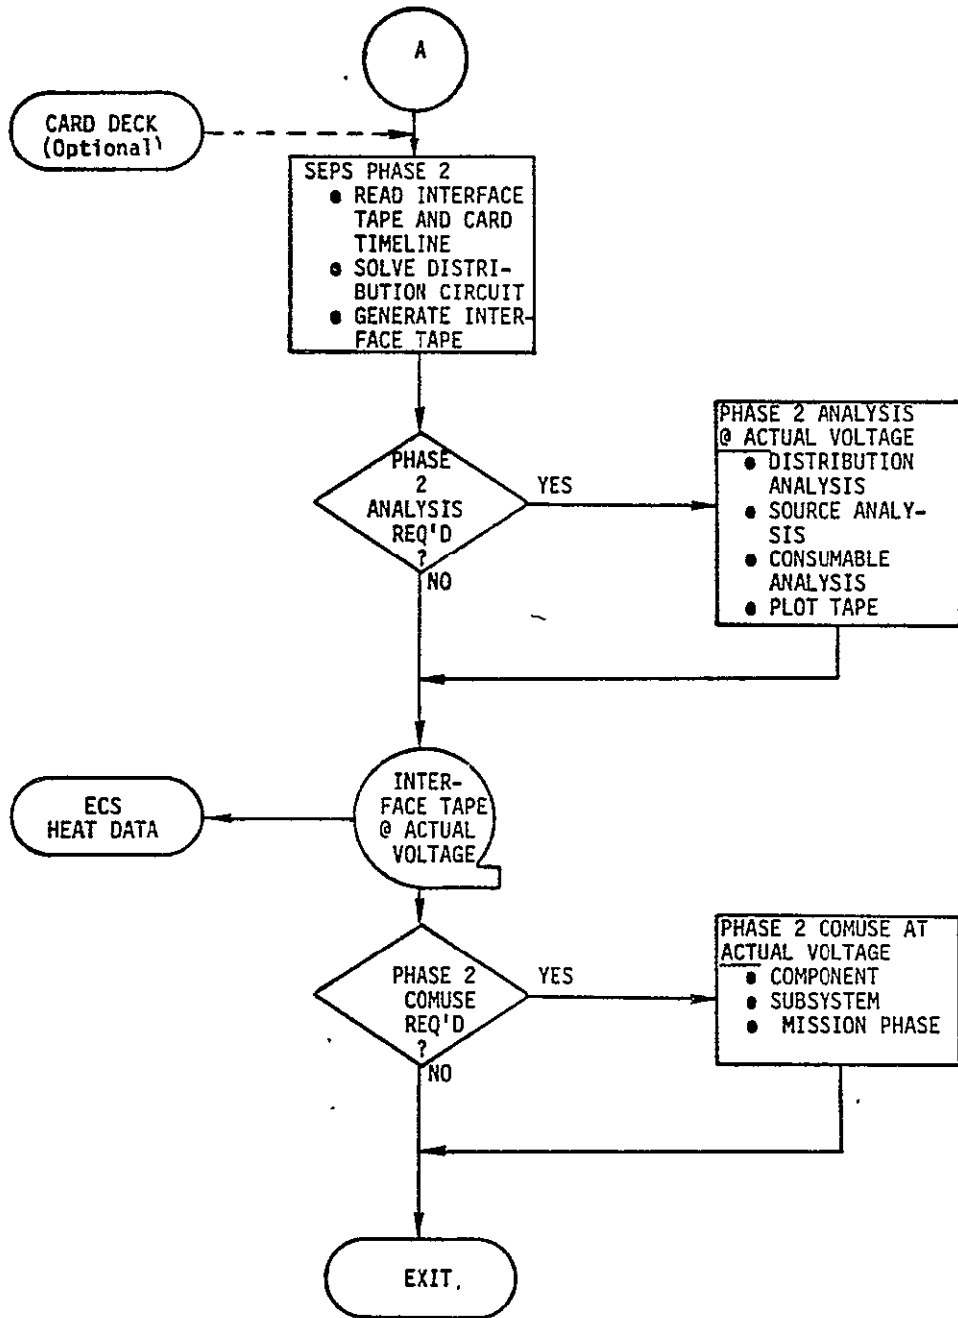 A
CARD DECK
(Optional)
SEPS PHASE 2
● READ INTERFACE
TAPE AND CARD
TIMELINE
● SOLVE DISTRI-
BUTION CIRCUIT
● GENERATE INTER-
FACE TAPE
PHASE
2
ANALYSIS
REQ'D
?
YES
NO
PHASE 2 ANALYSIS
@ ACTUAL VOLTAGE
● DISTRIBUTION
ANALYSIS
● SOURCE ANALY-
SIS
● CONSUMABLE
ANALYSIS
● PLOT TAPE
INTER-
FACE TAPE
@ ACTUAL
VOLTAGE
ECS
HEAT DATA
PHASE 2
COMUSE
REQ'D
?
YES
NO
PHASE 2 COMUSE AT
ACTUAL VOLTAGE
● COMPONENT
● SUBSYSTEM
● MISSION PHASE
EXIT